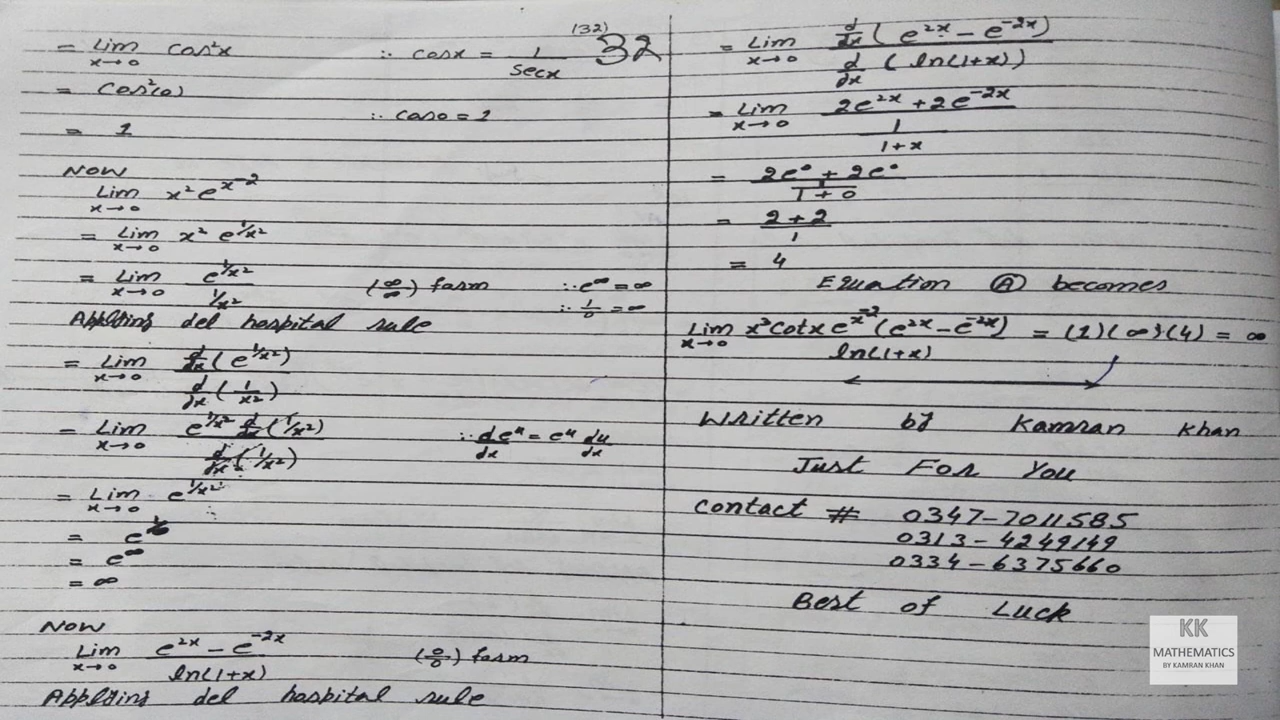 (32)
32
= Lim x→0 cos²x ∴ cosx = 1/secx
= cos²(0)
= 1 ∴ cos0 = 1
Now
Lim x→0 x² e^x^-2
= Lim x→0 x² e^1/x²
= Lim x→0 e^1/x² / 1/x² (∞/∞) form ∴ e^∞ = ∞
∴ 1/0 = ∞
Applying del hospital rule
= Lim x→0 d/dx (e^1/x²) / d/dx (1/x²)
= Lim x→0 e^1/x² d/dx (1/x²) / d/dx (1/x²) ∴ de^u/dx = e^u du/dx
= Lim x→0 e^1/x²
= e^1/0
= e^∞
= ∞
Now
Lim x→0 e^2x - e^-2x / ln(1+x) (0/0) form
Applying del hospital rule
= Lim x→0 d/dx (e^2x - e^-2x) / d/dx (ln(1+x))
= Lim x→0 2e^2x + 2e^-2x / 1/1+x
= 2e° + 2e° / 1/1+0
= 2+2 / 1
= 4
Equation Ⓐ becomes
Lim x→0 x²cotx e^x^-2 (e^2x - e^-2x) / ln(1+x) = (1)(∞)(4) = ∞
Written by Kamran Khan
Just For You
Contact # 0347-7011585
0313-4249149
0334-6375660
Best of Luck
KK
MATHEMATICS
BY KAMRAN KHAN